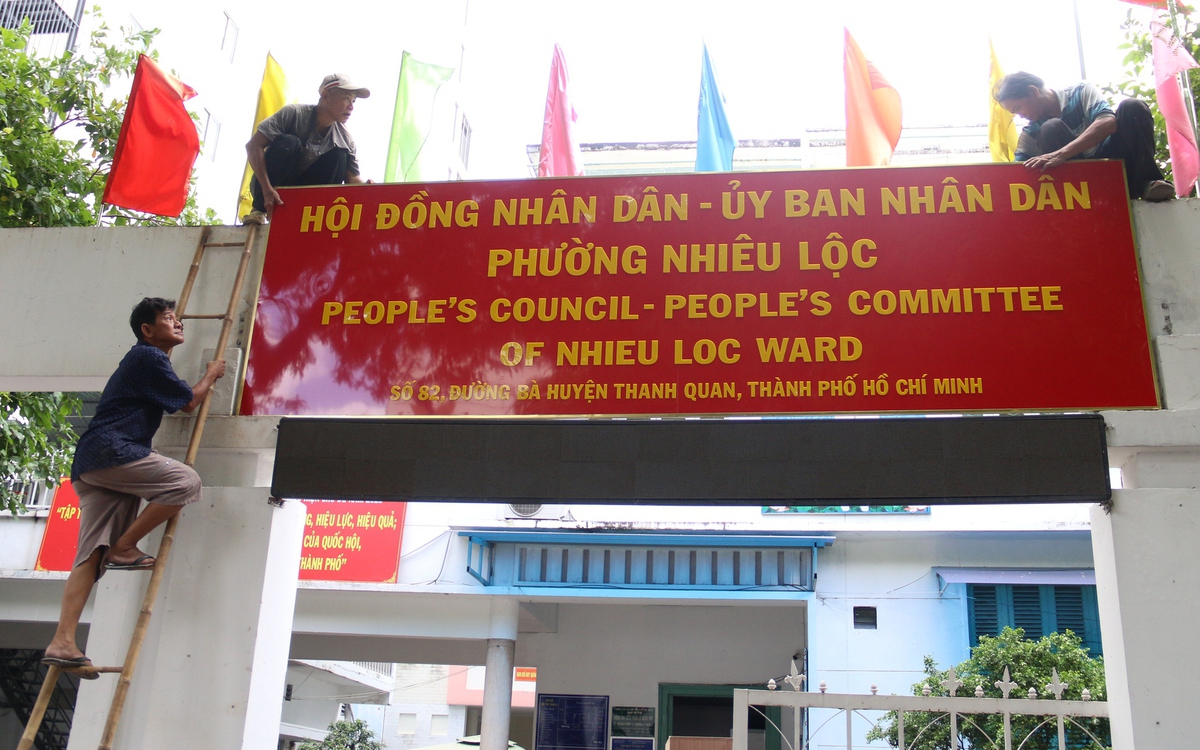 HỘI ĐỒNG NHÂN DÂN - ỦY BAN NHÂN DÂN
PHƯỜNG NHIÊU LỘC
PEOPLE'S COUNCIL - PEOPLE'S COMMITTEE
OF NHIEU LOC WARD
SỐ 82, ĐƯỜNG BÀ HUYỆN THANH QUAN, THÀNH PHỐ HỒ CHÍ MINH
"TẬP
HIỆU LỰC, HIỆU QUẢ;
CỦA QUỐC HỘI,
THÀNH PHỐ"